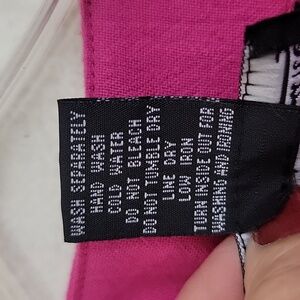 WASH SEPARATELY
HAND WASH
COLD WATER
DO NOT BLEACH
DO NOT TUMBLE DRY
LINE DRY
LOW IRON
TURN INSIDE OUT FOR
WASHING AND IRONING